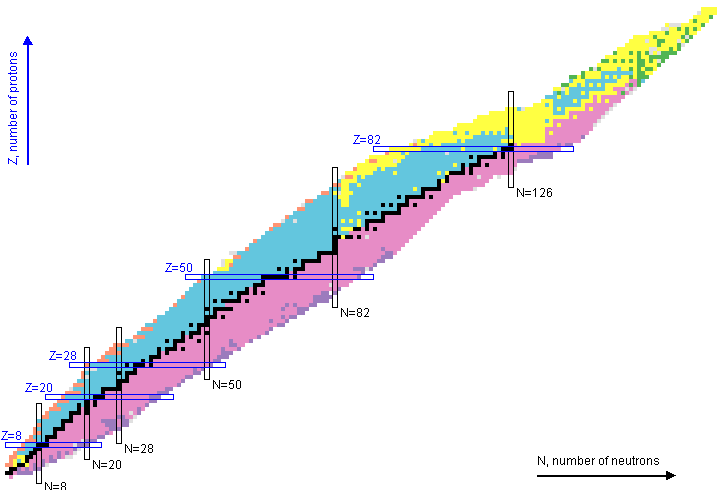 Z, number of protons
Z=82
N=126
Z=50
N=82
Z=28
N=50
Z=20
N=28
Z=8
N=20
N=8
N, number of neutrons